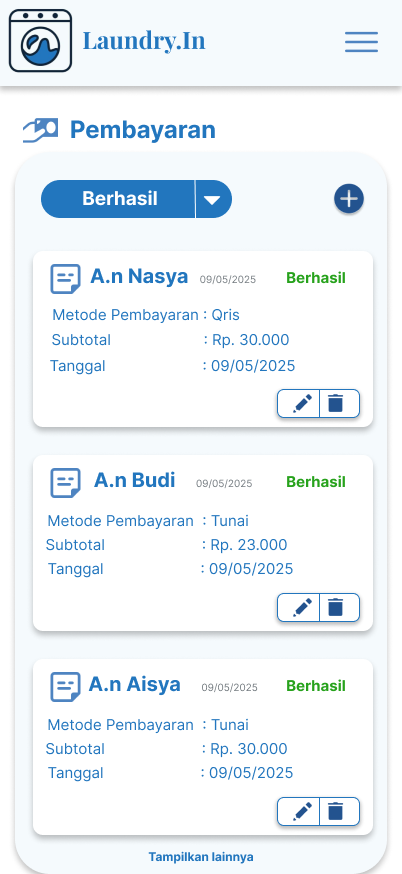 Laundry.In
Pembayaran
Berhasil
A.n Nasya 09/05/2025 Berhasil
Metode Pembayaran : Qris
Subtotal : Rp. 30.000
Tanggal : 09/05/2025
A.n Budi 09/05/2025 Berhasil
Metode Pembayaran : Tunai
Subtotal : Rp. 23.000
Tanggal : 09/05/2025
A.n Aisya 09/05/2025 Berhasil
Metode Pembayaran : Tunai
Subtotal : Rp. 30.000
Tanggal : 09/05/2025
Tampilkan lainnya